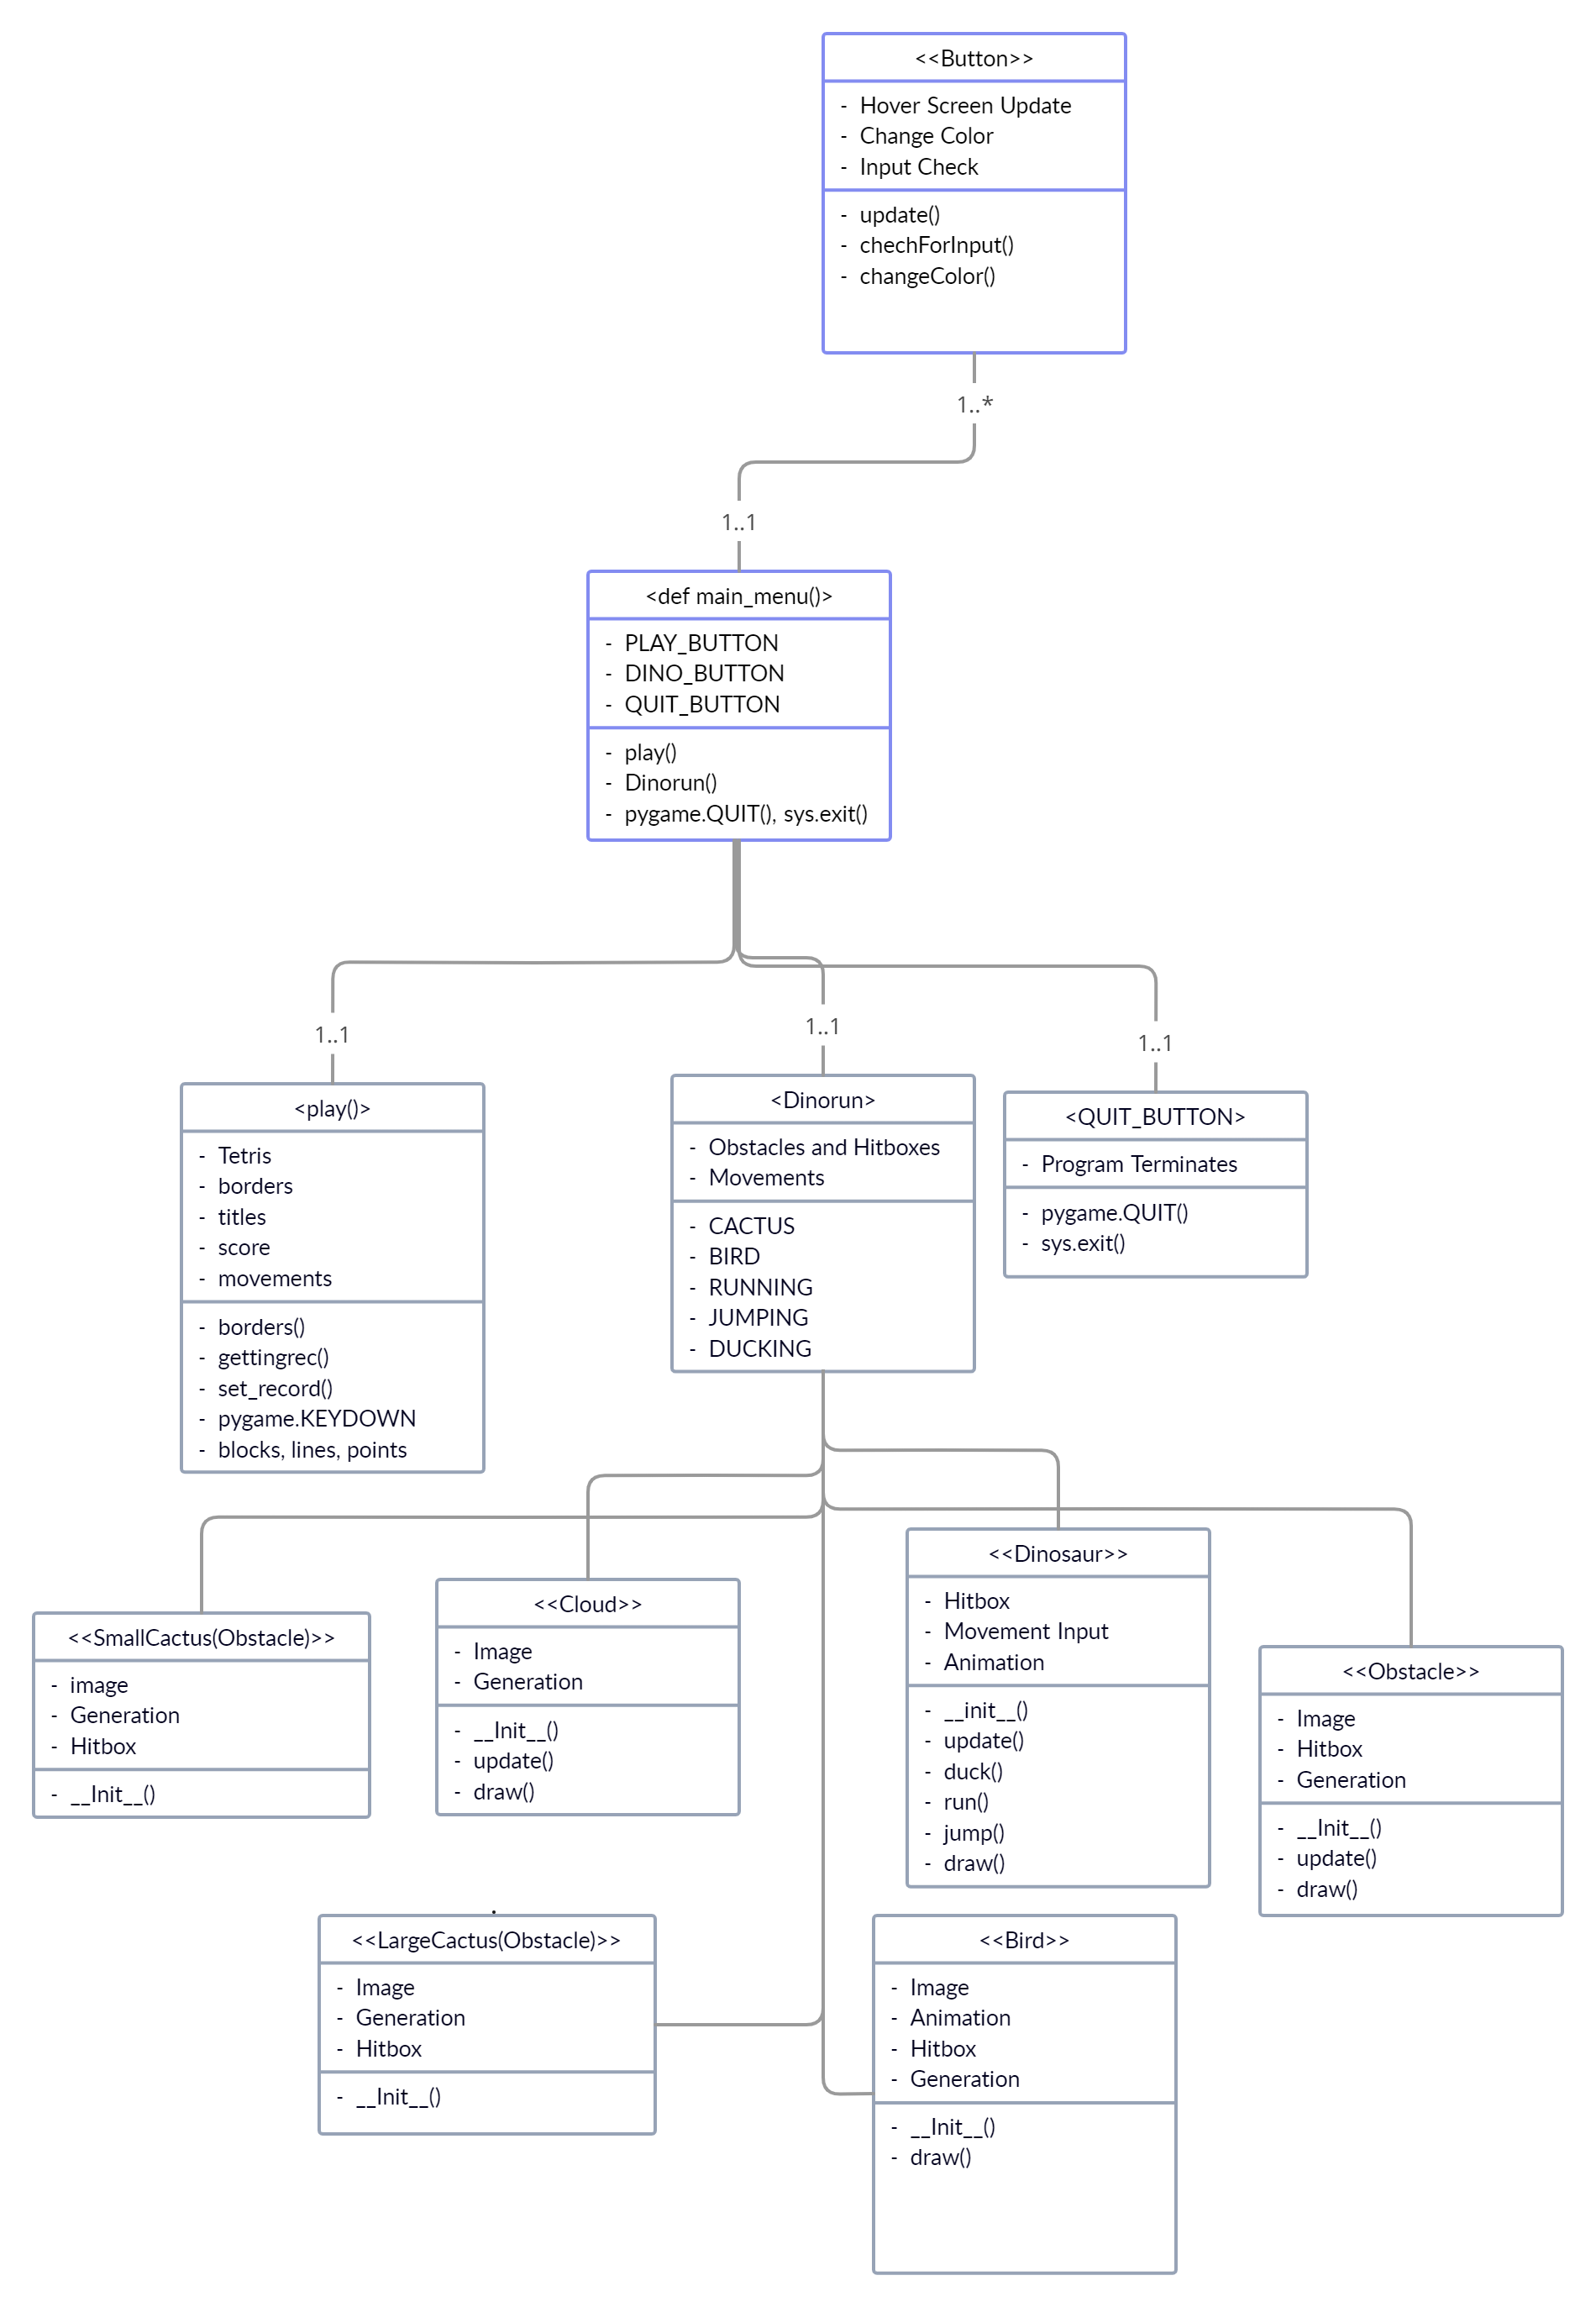 <<Button>>
- Hover Screen Update
- Change Color
- Input Check
- update()
- chechForInput()
- changeColor()
1..*
1..1
<def main_menu()>
- PLAY_BUTTON
- DINO_BUTTON
- QUIT_BUTTON
- play()
- Dinorun()
- pygame.QUIT(), sys.exit()
1..1
1..1
1..1
<play()>
- Tetris
- borders
- titles
- score
- movements
- borders()
- gettingrec()
- set_record()
- pygame.KEYDOWN
- blocks, lines, points
<Dinorun>
- Obstacles and Hitboxes
- Movements
- CACTUS
- BIRD
- RUNNING
- JUMPING
- DUCKING
<QUIT_BUTTON>
- Program Terminates
- pygame.QUIT()
- sys.exit()
<<SmallCactus(Obstacle)>>
- image
- Generation
- Hitbox
- __Init__()
<<Cloud>>
- Image
- Generation
- __Init__()
- update()
- draw()
<<Dinosaur>>
- Hitbox
- Movement Input
- Animation
- __init__()
- update()
- duck()
- run()
- jump()
- draw()
<<Obstacle>>
- Image
- Hitbox
- Generation
- __Init__()
- update()
- draw()
.
<<LargeCactus(Obstacle)>>
- Image
- Generation
- Hitbox
- __Init__()
<<Bird>>
- Image
- Animation
- Hitbox
- Generation
- __Init__()
- draw()